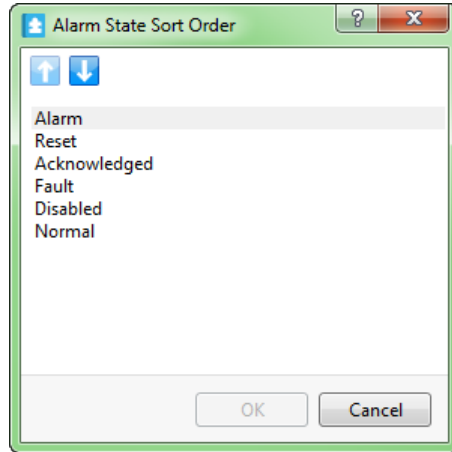 Alarm State Sort Order
?
Alarm
Reset
Acknowledged
Fault
Disabled
Normal
OK
Cancel